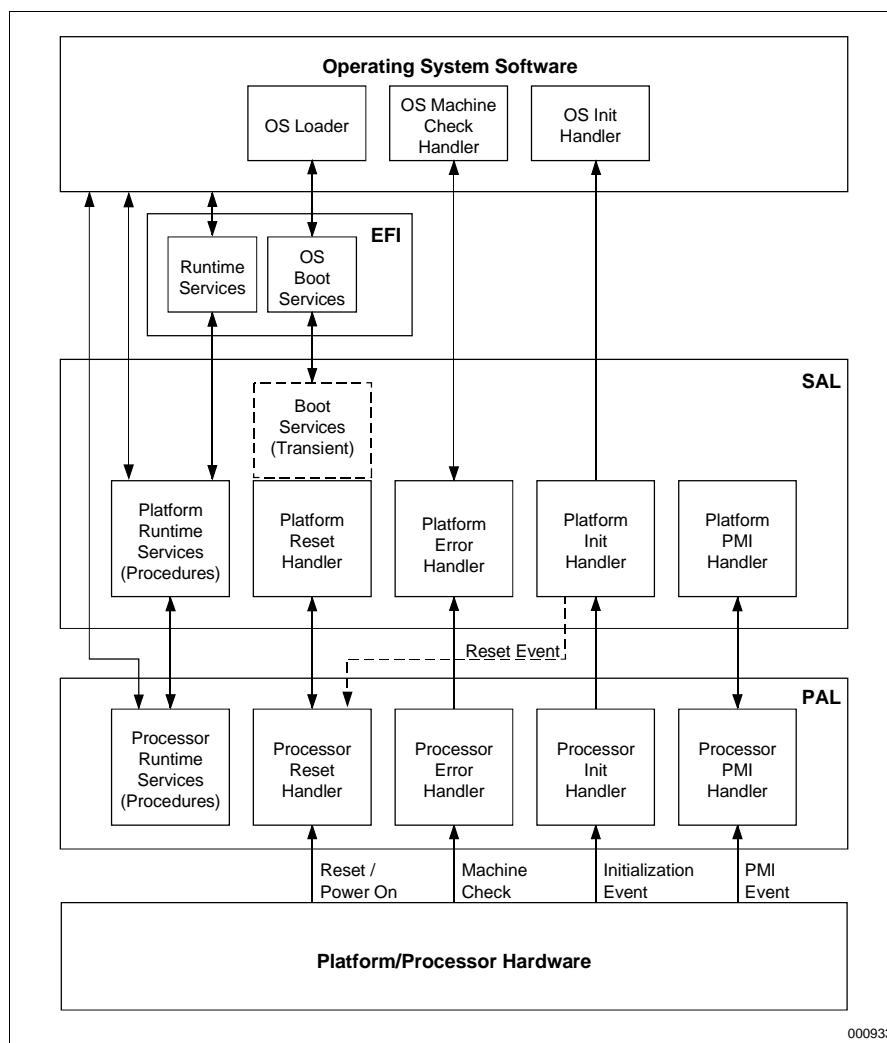 Operating System Software
OS Loader
OS Machine
Check
Handler
OS Init
Handler
EFI
Runtime
Services
OS
Boot
Services
SAL
Boot
Services
(Transient)
Platform
Runtime
Services
(Procedures)
Platform
Reset
Handler
Platform
Error
Handler
Platform
Init
Handler
Platform
PMI
Handler
Reset Event
PAL
Processor
Runtime
Services
(Procedures)
Processor
Reset
Handler
Processor
Error
Handler
Processor
Init
Handler
Processor
PMI
Handler
Reset /
Power On
Machine
Check
Initialization
Event
PMI
Event
Platform/Processor Hardware
000933